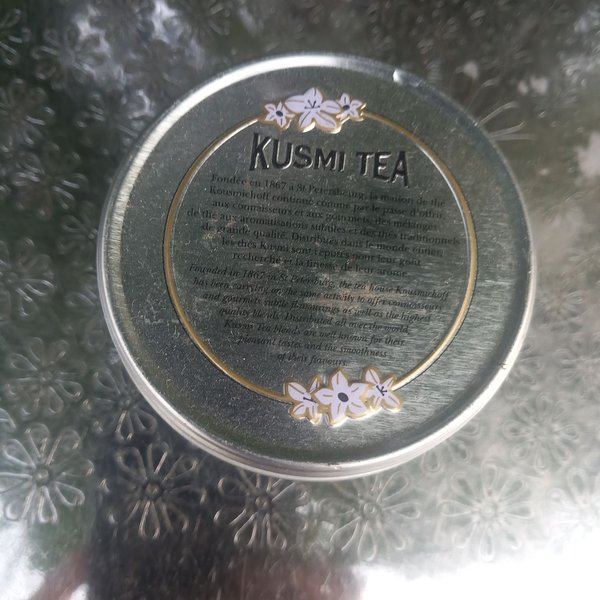 KUSMI TEA
Fondée en 1867 à St Petersbourg, la maison de thé
Kousmichoff continue comme par le passé d'offrir
aux connaisseurs et aux gourmets, des mélanges
de thé aux aromatisations subtiles et des thés traditionnels
de grande qualité. Distribués dans le monde entier,
les thés Kusmi sont réputés pour leur goût
recherché et la finesse de leur arôme.
Founded in 1867 in St Petersburg, the tea house Kousmichoff
has been carrying on the same activity to offer connoisseurs
and gourmets subtle flavourings as well as the highest
quality blends. Distributed all over the world,
Kusmi Tea blends are well known for their
pleasant tastes and the smoothness
of their flavours.